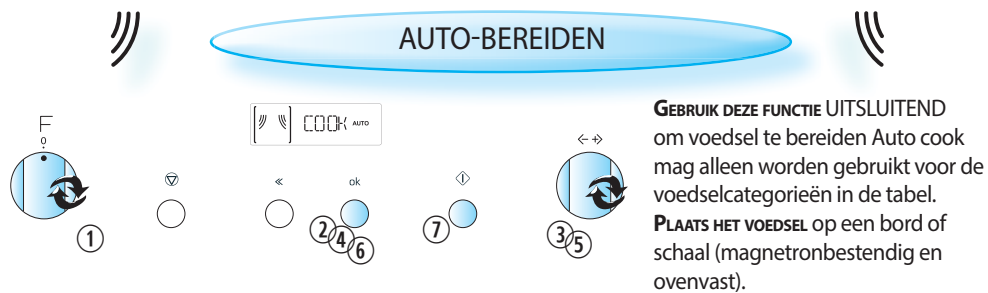 AUTO-BEREIDEN
F
0
COOK AUTO
ok
1
2
4
6
7
3
5
GEBRUIK DEZE FUNCTIE UITSLUITEND
om voedsel te bereiden Auto cook
mag alleen worden gebruikt voor de
voedselcategorieën in de tabel.
PLAATS HET VOEDSEL op een bord of
schaal (magnetronbestendig en
ovenvast).